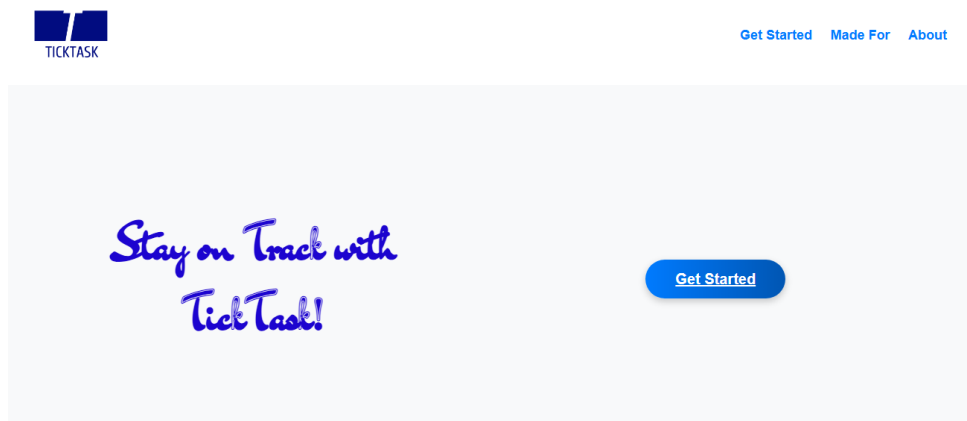 TICKTASK
Get Started Made For About
Stay on Track with
TickTask!
Get Started